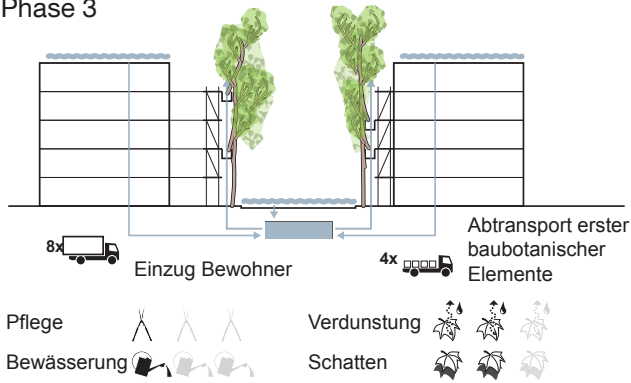 Phase 3
8x
Einzug Bewohner
4x
Abtransport erster
baubotanischer
Elemente
Pflege
Verdunstung
Bewässerung
Schatten